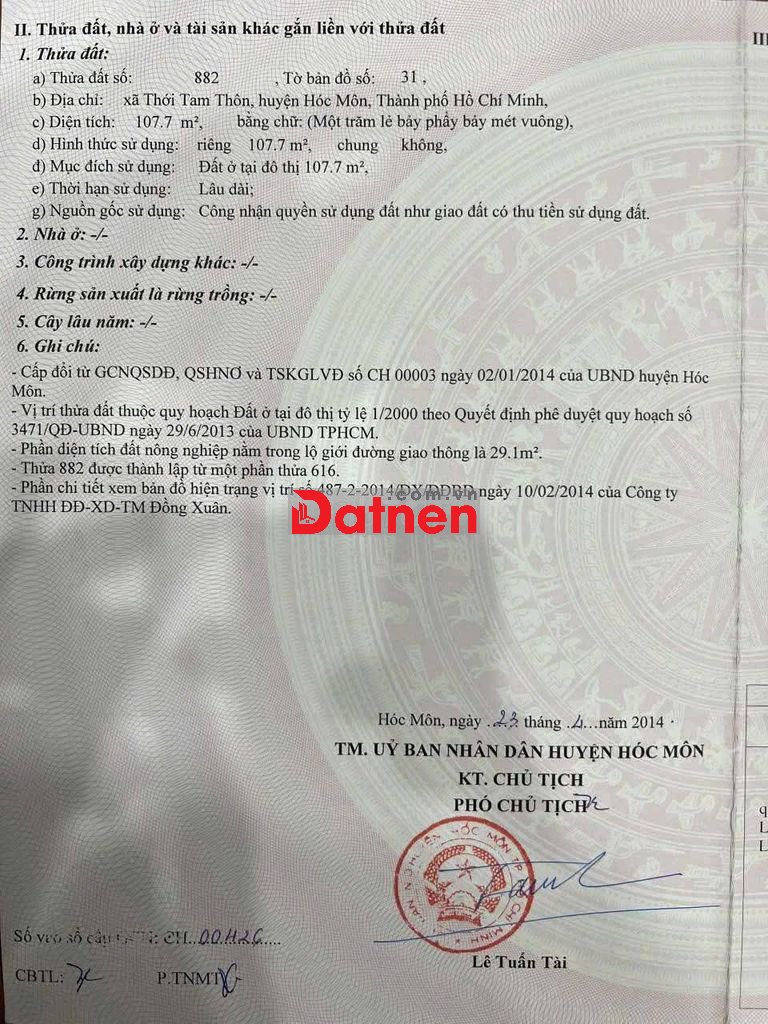 II. Thửa đất, nhà ở và tài sản khác gắn liền với thửa đất
1. Thửa đất:
a) Thửa đất số: 882 , Tờ bản đồ số: 31 ,
b) Địa chỉ: xã Thới Tam Thôn, huyện Hóc Môn, Thành phố Hồ Chí Minh,
c) Diện tích: 107.7 m², bằng chữ: (Một trăm lẻ bảy phẩy bảy mét vuông),
d) Hình thức sử dụng: riêng 107.7 m², chung không,
đ) Mục đích sử dụng: Đất ở tại đô thị 107.7 m²,
e) Thời hạn sử dụng: Lâu dài;
g) Nguồn gốc sử dụng: Công nhận quyền sử dụng đất như giao đất có thu tiền sử dụng đất.
2. Nhà ở: -/-
3. Công trình xây dựng khác: -/-
4. Rừng sản xuất là rừng trồng: -/-
5. Cây lâu năm: -/-
6. Ghi chú:
- Cấp đổi từ GCNQSDĐ, QSHNƠ và TSKGLVĐ số CH 00003 ngày 02/01/2014 của UBND huyện Hóc
Môn.
- Vị trí thửa đất thuộc quy hoạch Đất ở tại đô thị tỷ lệ 1/2000 theo Quyết định phê duyệt quy hoạch số
3471/QĐ-UBND ngày 29/6/2013 của UBND TPHCM.
- Phần diện tích đất nông nghiệp nằm trong lộ giới đường giao thông là 29.1m².
- Thửa 882 được thành lập từ một phần thửa 616.
- Phần chi tiết xem bản đồ hiện trạng vị trí số 487-2-2014/ĐX/ĐĐBĐ ngày 10/02/2014 của Công ty
TNHH ĐĐ-XD-TM Đồng Xuân.
Datnen
.com.vn
Hóc Môn, ngày 23 tháng 4 năm 2014
TM. UỶ BAN NHÂN DÂN HUYỆN HÓC MÔN
KT. CHỦ TỊCH
PHÓ CHỦ TỊCH
Lê Tuấn Tài
Số vào sổ cấp GCN: CH
CBTL:
P.TNMT
III